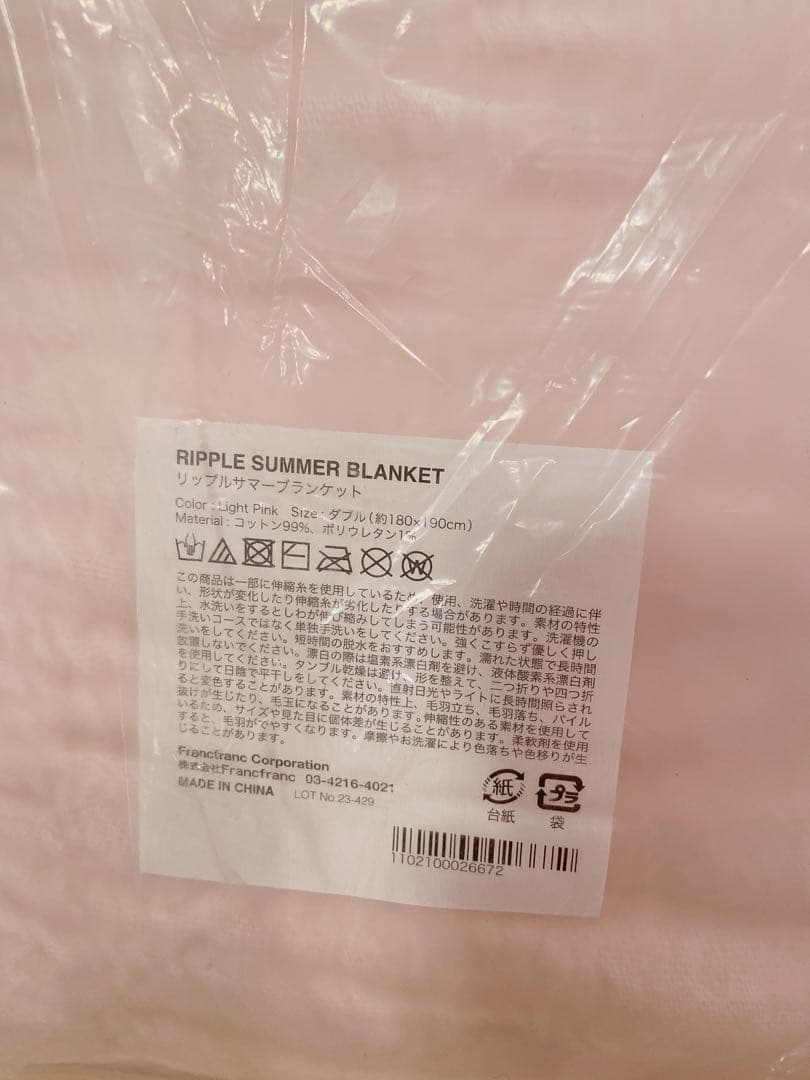 RIPPLE SUMMER BLANKET
リップルサマーブランケット
Color : Light Pink Size : ダブル(約180×190cm)
Material : コットン99%、ポリウレタン1%
この商品は一部に伸縮糸を使用しているため、使用、洗濯や時間の経過に伴
い、形状が変化したり伸縮糸が劣化したりする場合があります。素材の特性
上、水洗いをするとしわが伸び縮みしてしまう可能性があります。洗濯機の
手洗いコースではなく単独手洗いをしてください。強くこすらず優しく押し
洗いをしてください。短時間の脱水をおすすめします。濡れた状態で長時間
放置しないでください。漂白の際は塩素系漂白剤を避け、液体酸素系漂白剤
を使用してください。タンブル乾燥は避け、形を整えて、二つ折りや四つ折
りにして日陰で平干しをしてください。直射日光やライトに長時間照らされ
ると変色することがあります。素材の特性上、毛羽立ち、毛羽落ち、パイル
抜けが生じたり、毛玉になることがあります。伸縮性のある素材を使用して
いるため、サイズや見た目に個体差が生じることがあります。柔軟剤を使用
すると、毛羽がでやすくなります。摩擦やお洗濯により色落ちや色移りが生
じることがあります。
Francfranc Corporation
株式会社Francfranc 03-4216-4021
MADE IN CHINA LOT No.23-429
紙
台紙
プラ
袋
1102100026672